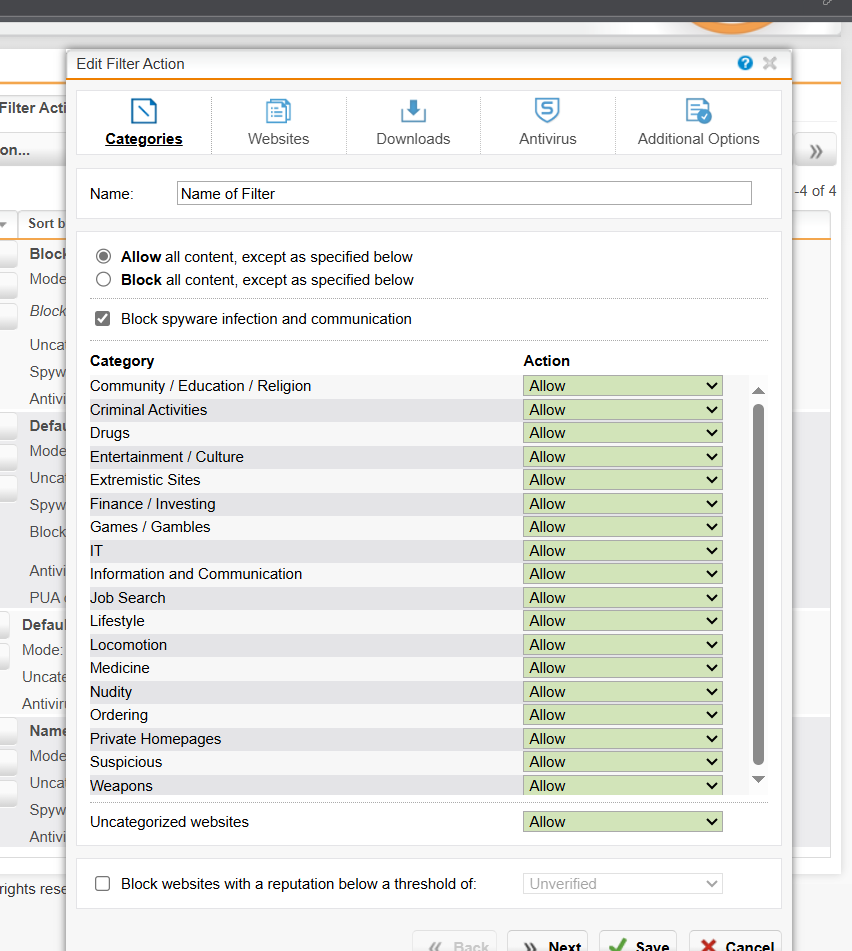 Edit Filter Action
Filter Acti
on...
-4 of 4
Categories
Websites
Downloads
Antivirus
Additional Options
Name:
Name of Filter
Allow all content, except as specified below
Block all content, except as specified below
Block spyware infection and communication
Category Action
Community / Education / Religion Allow
Criminal Activities Allow
Drugs Allow
Entertainment / Culture Allow
Extremistic Sites Allow
Finance / Investing Allow
Games / Gambles Allow
IT Allow
Information and Communication Allow
Job Search Allow
Lifestyle Allow
Locomotion Allow
Medicine Allow
Nudity Allow
Ordering Allow
Private Homepages Allow
Suspicious Allow
Weapons Allow
Uncategorized websites Allow
Block websites with a reputation below a threshold of: Unverified
Back
Next
Save
Cancel
Sort b
Block
Mode
Block
Uncat
Spyw
Antivi
Defau
Mode
Uncat
Spyw
Block
Antivi
PUA
Defaul
Mode:
Uncate
Antiviru
Name
Mode
Uncat
Spyw
Antivi
rights rese